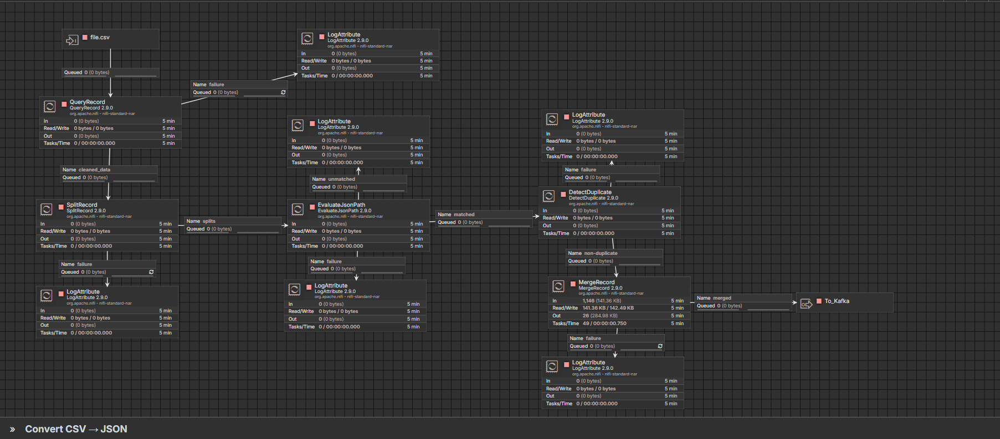 file.csv
Queued 0 (0 bytes)
QueryRecord
QueryRecord 2.9.0
org.apache.nifi - nifi-standard-nar
In 0 (0 bytes) 5 min
Read/Write 0 bytes / 0 bytes 5 min
Out 0 (0 bytes) 5 min
Tasks/Time 0 / 00:00:00.000 5 min
Name failure
Queued 0 (0 bytes)
LogAttribute
LogAttribute 2.9.0
org.apache.nifi - nifi-standard-nar
In 0 (0 bytes) 5 min
Read/Write 0 bytes / 0 bytes 5 min
Out 0 (0 bytes) 5 min
Tasks/Time 0 / 00:00:00.000 5 min
Name cleaned_data
Queued 0 (0 bytes)
SplitRecord
SplitRecord 2.9.0
org.apache.nifi - nifi-standard-nar
In 0 (0 bytes) 5 min
Read/Write 0 bytes / 0 bytes 5 min
Out 0 (0 bytes) 5 min
Tasks/Time 0 / 00:00:00.000 5 min
Name failure
Queued 0 (0 bytes)
LogAttribute
LogAttribute 2.9.0
org.apache.nifi - nifi-standard-nar
In 0 (0 bytes) 5 min
Read/Write 0 bytes / 0 bytes 5 min
Out 0 (0 bytes) 5 min
Tasks/Time 0 / 00:00:00.000 5 min
Name splits
Queued 0 (0 bytes)
LogAttribute
LogAttribute 2.9.0
org.apache.nifi - nifi-standard-nar
In 0 (0 bytes) 5 min
Read/Write 0 bytes / 0 bytes 5 min
Out 0 (0 bytes) 5 min
Tasks/Time 0 / 00:00:00.000 5 min
Name unmatched
Queued 0 (0 bytes)
EvaluateJsonPath
EvaluateJsonPath 2.9.0
org.apache.nifi - nifi-standard-nar
In 0 (0 bytes) 5 min
Read/Write 0 bytes / 0 bytes 5 min
Out 0 (0 bytes) 5 min
Tasks/Time 0 / 00:00:00.000 5 min
Name failure
Queued 0 (0 bytes)
LogAttribute
LogAttribute 2.9.0
org.apache.nifi - nifi-standard-nar
In 0 (0 bytes) 5 min
Read/Write 0 bytes / 0 bytes 5 min
Out 0 (0 bytes) 5 min
Tasks/Time 0 / 00:00:00.000 5 min
Name matched
Queued 0 (0 bytes)
LogAttribute
LogAttribute 2.9.0
org.apache.nifi - nifi-standard-nar
In 0 (0 bytes) 5 min
Read/Write 0 bytes / 0 bytes 5 min
Out 0 (0 bytes) 5 min
Tasks/Time 0 / 00:00:00.000 5 min
Name failure
Queued 0 (0 bytes)
DetectDuplicate
DetectDuplicate 2.9.0
org.apache.nifi - nifi-standard-nar
In 0 (0 bytes) 5 min
Read/Write 0 bytes / 0 bytes 5 min
Out 0 (0 bytes) 5 min
Tasks/Time 0 / 00:00:00.000 5 min
Name non-duplicate
Queued 0 (0 bytes)
MergeRecord
MergeRecord 2.9.0
org.apache.nifi - nifi-standard-nar
In 1,146 (141.36 KB) 5 min
Read/Write 141.36 KB / 142.49 KB 5 min
Out 26 (284.98 KB) 5 min
Tasks/Time 49 / 00:00:00.750 5 min
Name merged
Queued 0 (0 bytes)
To_Kafka
Name failure
Queued 0 (0 bytes)
LogAttribute
LogAttribute 2.9.0
org.apache.nifi - nifi-standard-nar
In 0 (0 bytes) 5 min
Read/Write 0 bytes / 0 bytes 5 min
Out 0 (0 bytes) 5 min
Tasks/Time 0 / 00:00:00.000 5 min
» Convert CSV → JSON